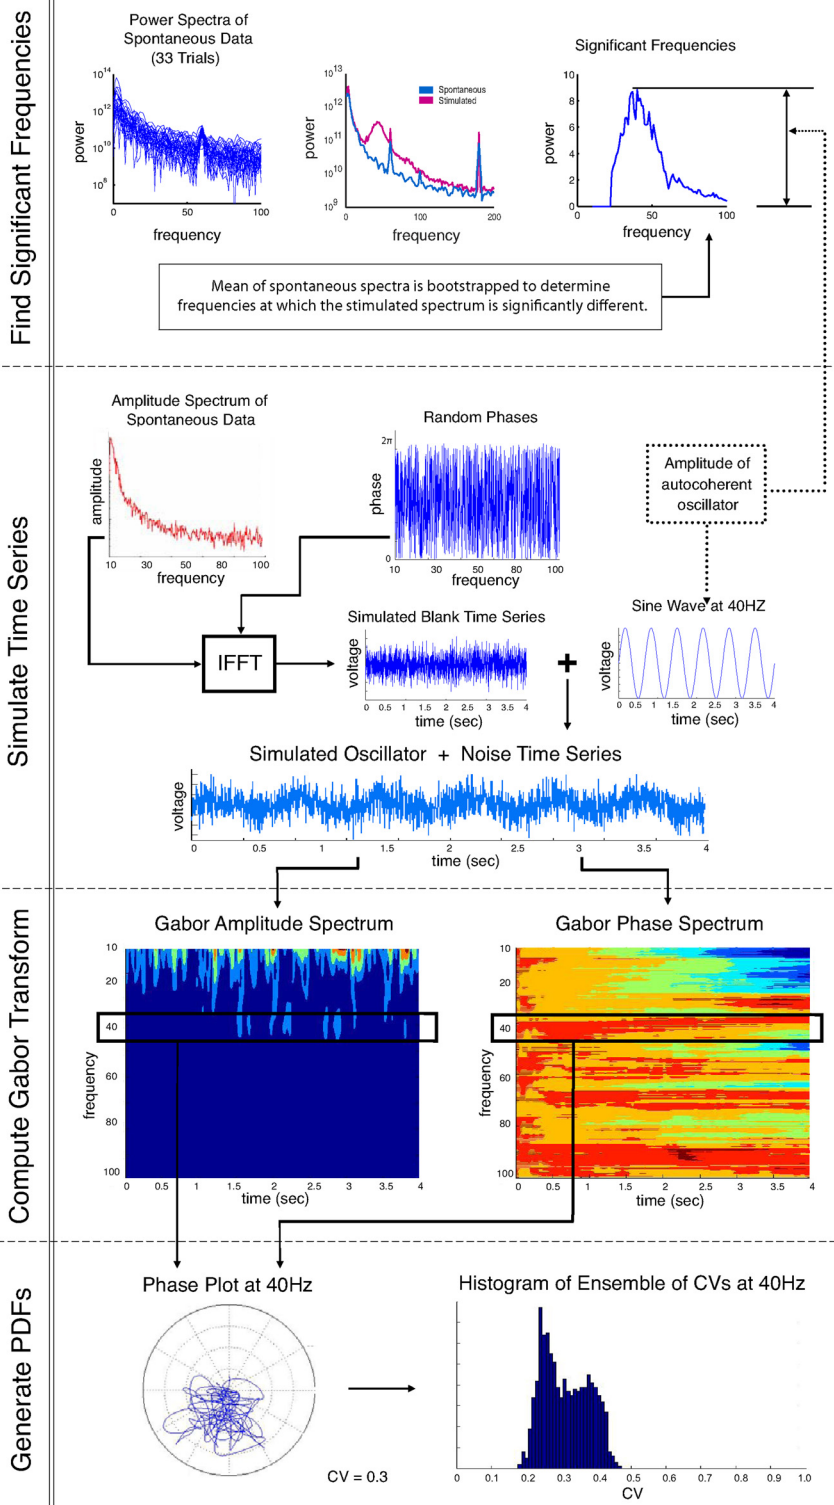 Find Significant Frequencies
Power Spectra of
Spontaneous Data
(33 Trials)
power
10^14
10^12
10^10
10^8
0 50 100
frequency
power
10^13
10^12
10^11
10^10
10^9
Spontaneous
Stimulated
0 100 200
frequency
Significant Frequencies
power
10
8
6
4
2
0
0 50 100
frequency
Mean of spontaneous spectra is bootstrapped to determine
frequencies at which the stimulated spectrum is significantly different.
Simulate Time Series
Amplitude Spectrum of
Spontaneous Data
amplitude
10 30 50 80 100
frequency
Random Phases
2π
phase
0
10 30 50 80 100
frequency
Amplitude of
autocoherent
oscillator
IFFT
Simulated Blank Time Series
voltage
0 0.5 1 1.5 2 2.5 3 3.5 4
time (sec)
+
Sine Wave at 40HZ
voltage
0 0.5 1 1.5 2 2.5 3 3.5 4
time (sec)
Simulated Oscillator + Noise Time Series
voltage
0 0.5 1 1.5 2 2.5 3 3.5 4
time (sec)
Compute Gabor Transform
Gabor Amplitude Spectrum
10
20
40
60
80
100
frequency
0 0.5 1 1.5 2 2.5 3 3.5 4
time (sec)
Gabor Phase Spectrum
10
20
40
60
80
100
frequency
0 0.5 1 1.5 2 2.5 3 3.5 4
time (sec)
Generate PDFs
Phase Plot at 40Hz
CV = 0.3
Histogram of Ensemble of CVs at 40Hz
0 0.1 0.2 0.3 0.4 0.5 0.6 0.7 0.8 0.9 1.0
CV